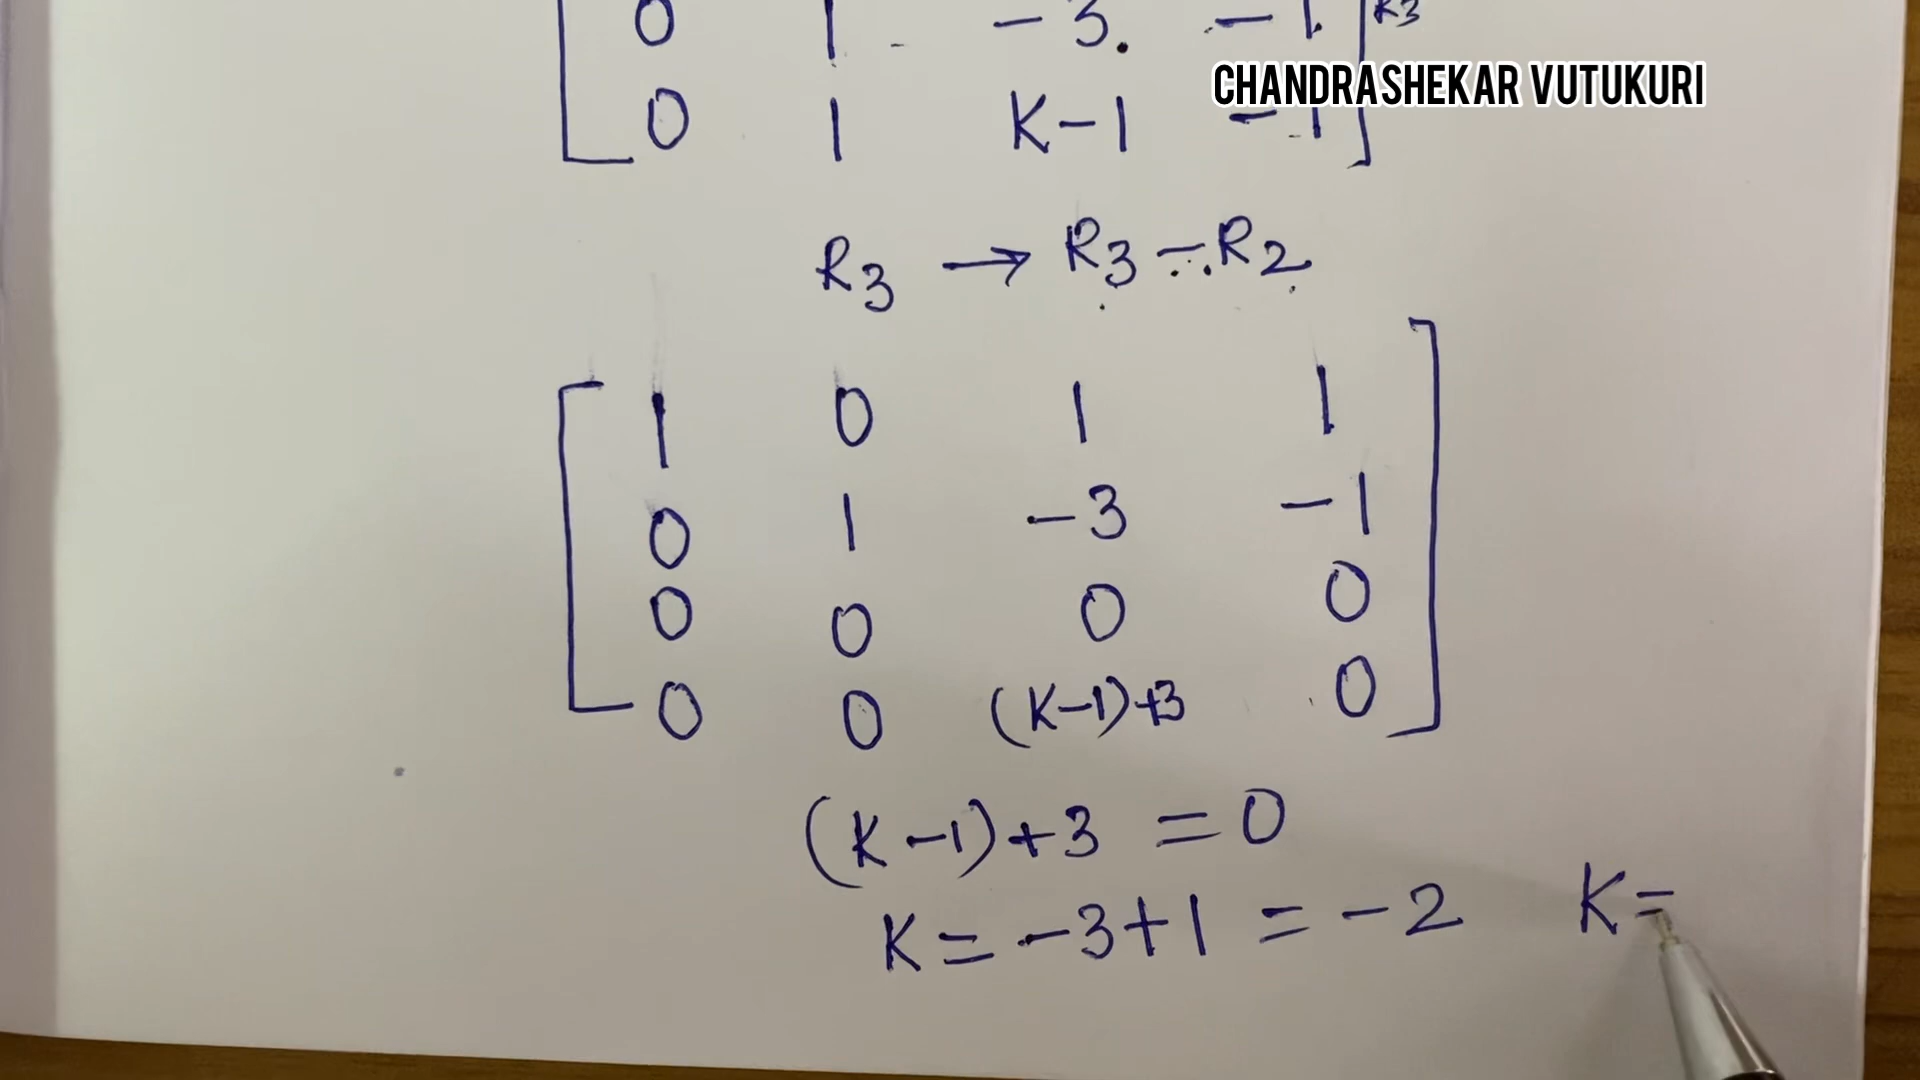 0 1 -3 -1 R3
CHANDRASHEKAR VUTUKURI
0 1 K-1 -1
R3 → R3 - R2
1 0 1 1
0 1 -3 -1
0 0 0 0
0 0 (K-1)+3 0
(K-1)+3 = 0
K = -3+1 = -2 K=